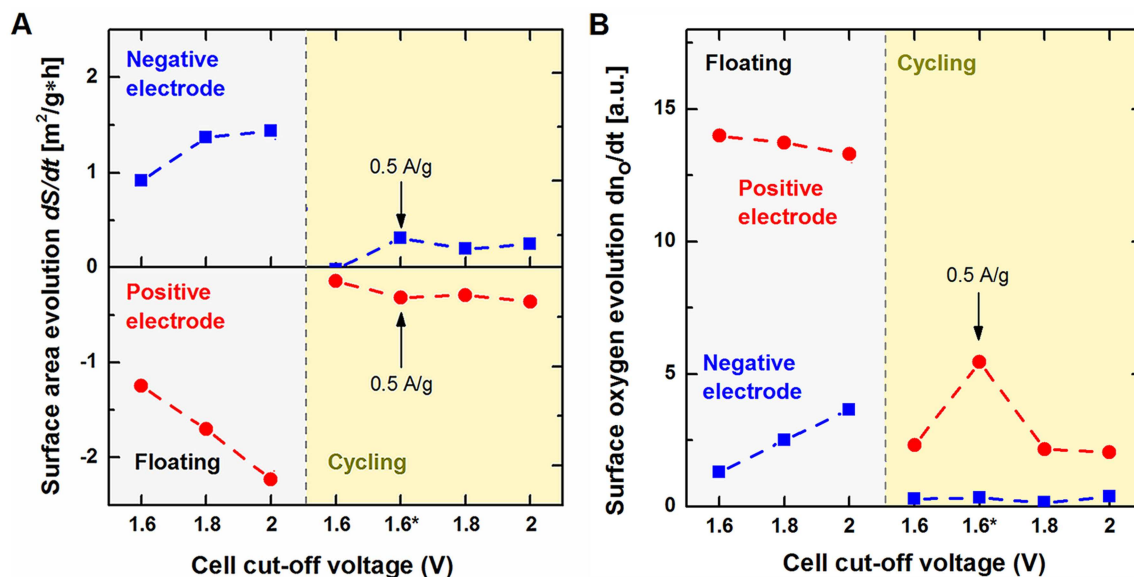 A
Surface area evolution dS/dt [m²/g*h]
2
1
0
-1
-2
Negative
electrode
0.5 A/g
Positive
electrode
0.5 A/g
Floating
Cycling
1.6
1.8
2
1.6
1.6*
1.8
2
Cell cut-off voltage (V)
B
Surface oxygen evolution dnO/dt [a.u.]
15
10
5
0
Floating
Cycling
Positive
electrode
0.5 A/g
Negative
electrode
1.6
1.8
2
1.6
1.6*
1.8
2
Cell cut-off voltage (V)